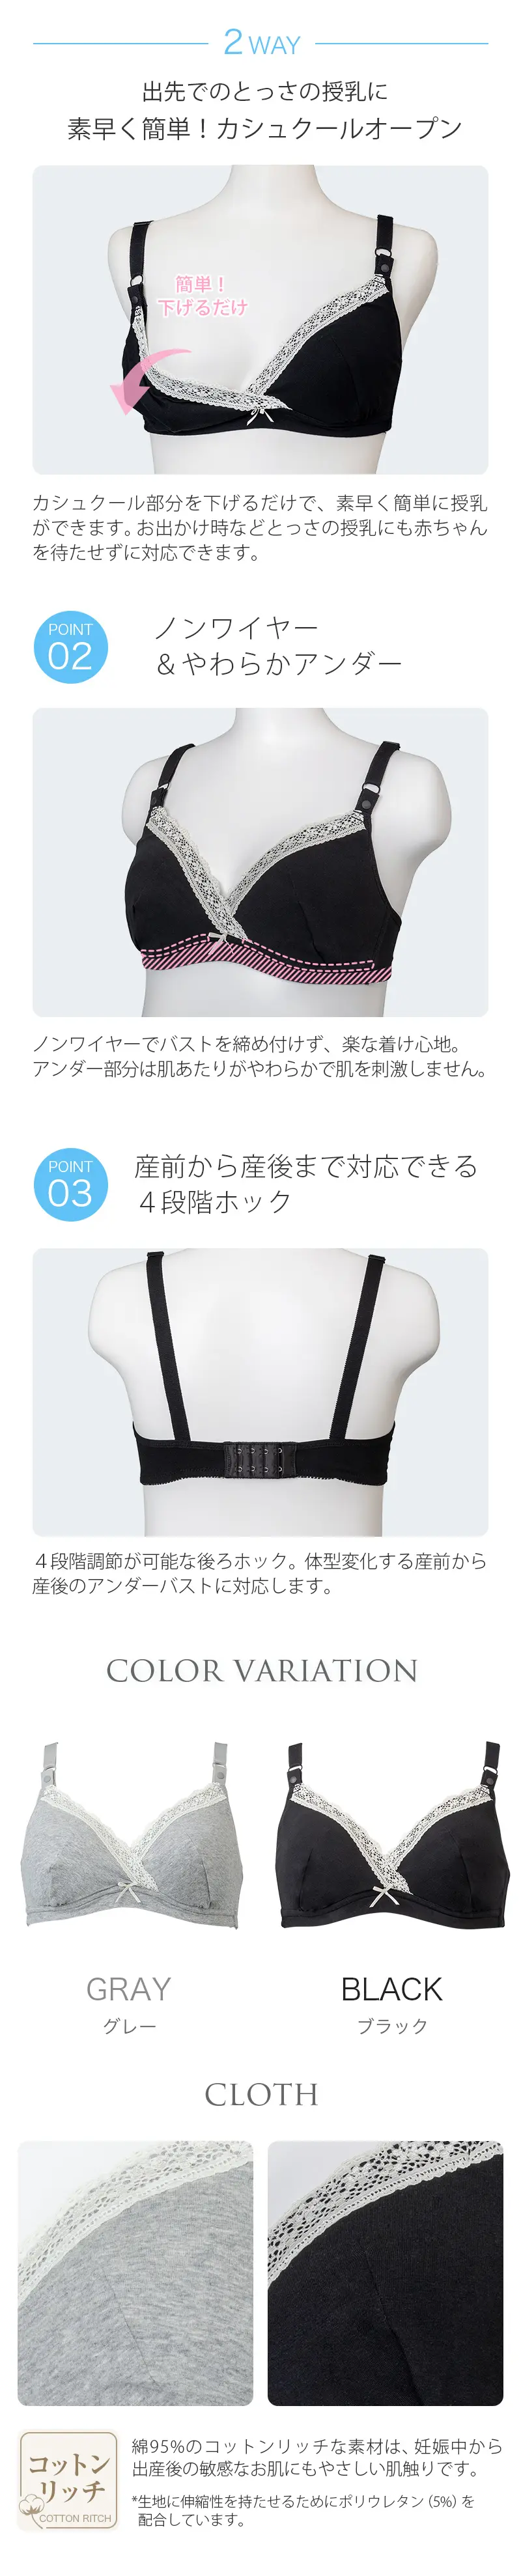 2 WAY
出先でのとっさの授乳に
素早く簡単！カシュクールオープン
簡単！
下げるだけ
カシュクール部分を下げるだけで、素早く簡単に授乳
ができます。お出かけ時などとっさの授乳にも赤ちゃん
を待たせずに対応できます。
POINT
02
ノンワイヤー
＆やわらかアンダー
ノンワイヤーでバストを締め付けず、楽な着け心地。
アンダー部分は肌あたりがやわらかで肌を刺激しません。
POINT
03
産前から産後まで対応できる
４段階ホック
４段階調節が可能な後ろホック。体型変化する産前から
産後のアンダーバストに対応します。
COLOR VARIATION
GRAY
グレー
BLACK
ブラック
CLOTH
コットン
リッチ
COTTON RITCH
綿95%のコットンリッチな素材は、妊娠中から
出産後の敏感なお肌にもやさしい肌触りです。
*生地に伸縮性を持たせるためにポリウレタン（5%）を
配合しています。